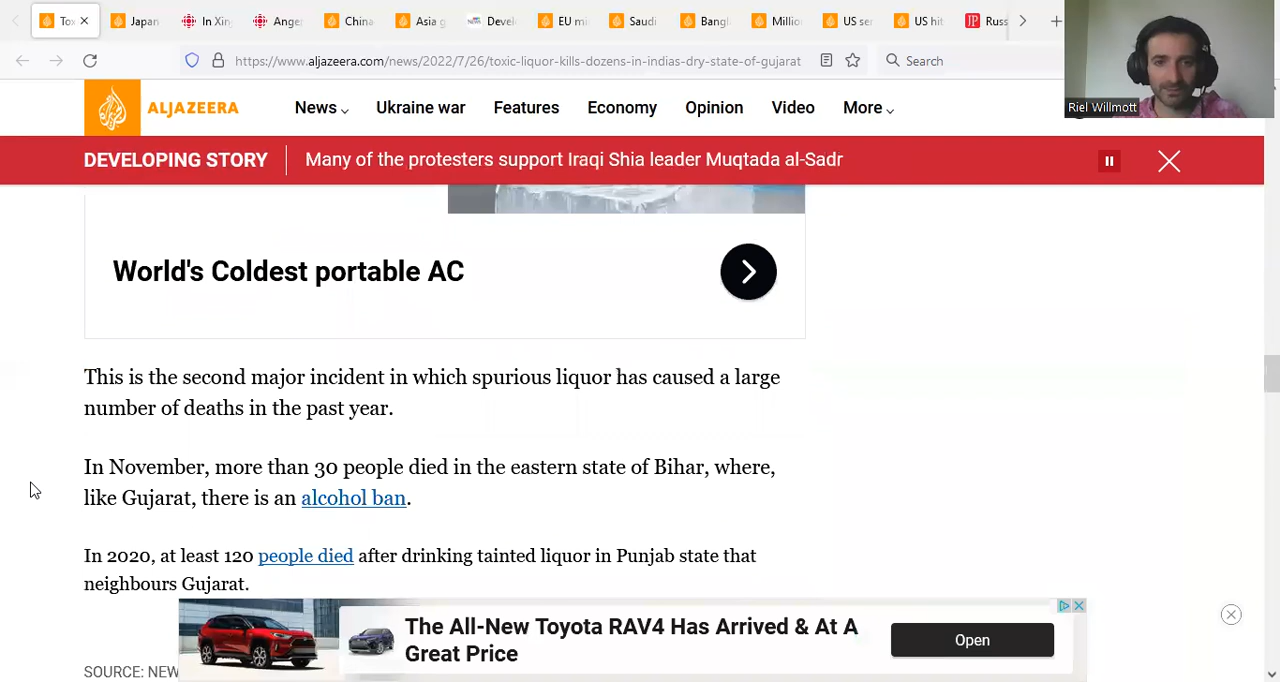 Tox
Japan
In Xin
Ange
China
Asia g
Devel
EU mi
Saudi
Bangl
Millio
US ser
US hit
JP Russ
https://www.aljazeera.com/news/2022/7/26/toxic-liquor-kills-dozens-in-indias-dry-state-of-gujarat
Search
Riel Willmott
ALJAZEERA
News
Ukraine war
Features
Economy
Opinion
Video
More
DEVELOPING STORY
Many of the protesters support Iraqi Shia leader Muqtada al-Sadr
World's Coldest portable AC
This is the second major incident in which spurious liquor has caused a large
number of deaths in the past year.
In November, more than 30 people died in the eastern state of Bihar, where,
like Gujarat, there is an alcohol ban.
In 2020, at least 120 people died after drinking tainted liquor in Punjab state that
neighbours Gujarat.
The All-New Toyota RAV4 Has Arrived & At A
Great Price
Open
SOURCE: NEW